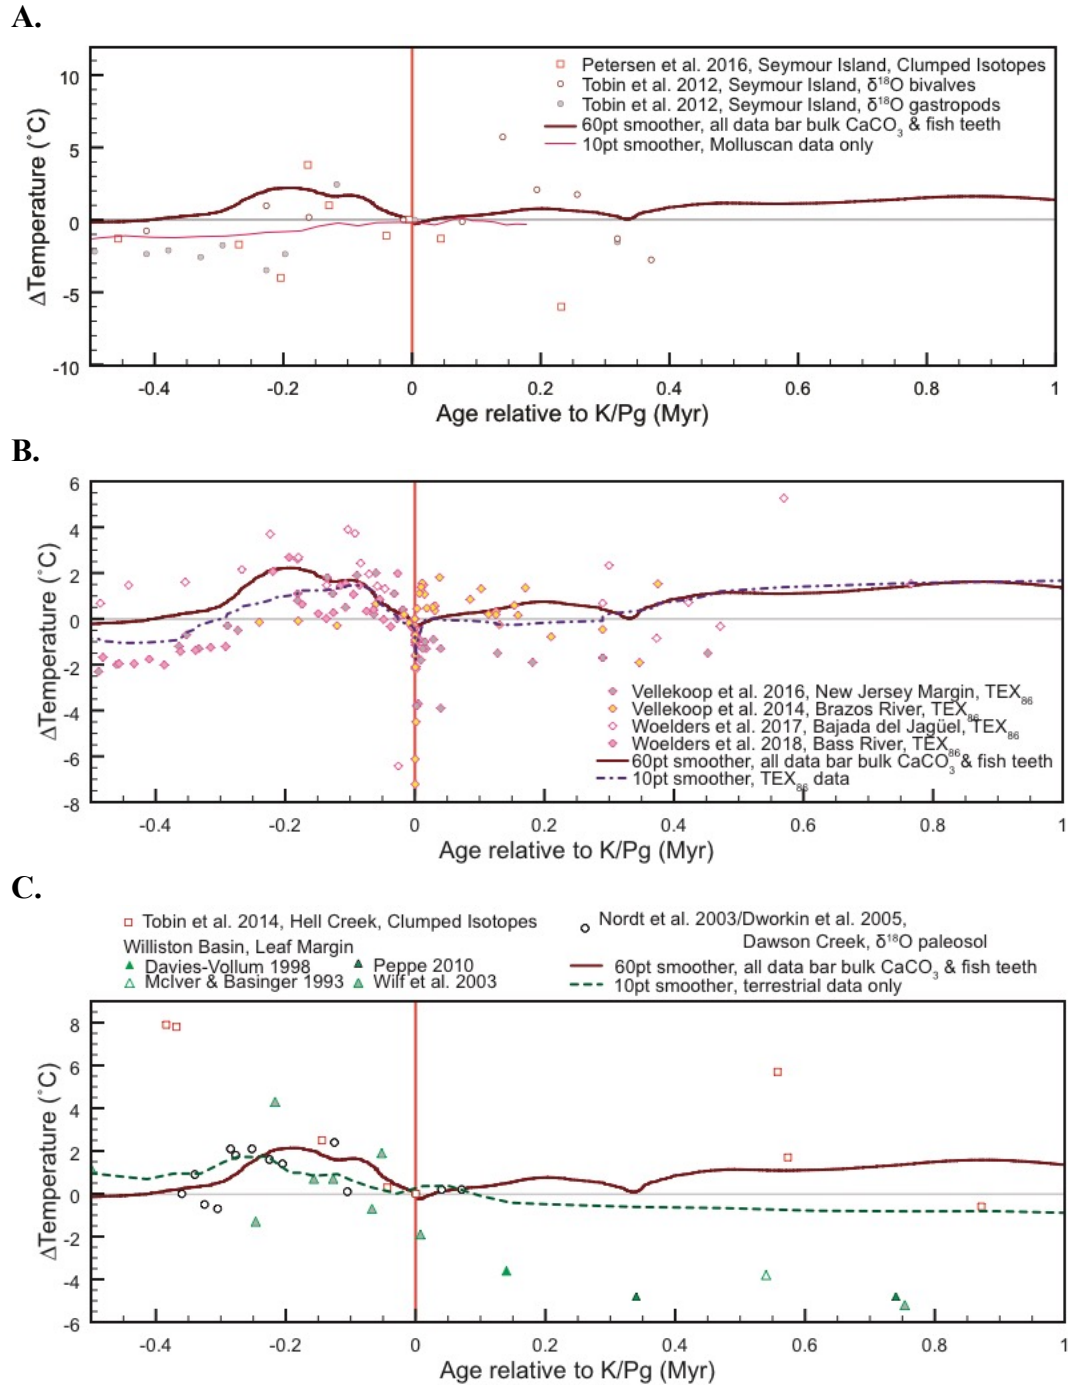 A.
Petersen et al. 2016, Seymour Island, Clumped Isotopes
Tobin et al. 2012, Seymour Island, δ18O bivalves
Tobin et al. 2012, Seymour Island, δ18O gastropods
60pt smoother, all data bar bulk CaCO3 & fish teeth
10pt smoother, Molluscan data only
ΔTemperature (˚C)
10
5
0
-5
-10
-0.4 -0.2 0 0.2 0.4 0.6 0.8 1
Age relative to K/Pg (Myr)
B.
ΔTemperature (˚C)
6
4
2
0
-2
-4
-6
-8
Vellekoop et al. 2016, New Jersey Margin, TEX86
Vellekoop et al. 2014, Brazos River, TEX86
Woelders et al. 2017, Bajada del Jagüel, TEX86
Woelders et al. 2018, Bass River, TEX86
60pt smoother, all data bar bulk CaCO3 & fish teeth
10pt smoother, TEX86 data
-0.4 -0.2 0 0.2 0.4 0.6 0.8 1
Age relative to K/Pg (Myr)
C.
Tobin et al. 2014, Hell Creek, Clumped Isotopes
Williston Basin, Leaf Margin
Davies-Vollum 1998 Peppe 2010
McIver & Basinger 1993 Wilf et al. 2003
Nordt et al. 2003/Dworkin et al. 2005,
Dawson Creek, δ18O paleosol
60pt smoother, all data bar bulk CaCO3 & fish teeth
10pt smoother, terrestrial data only
ΔTemperature (˚C)
8
6
4
2
0
-2
-4
-6
-0.4 -0.2 0 0.2 0.4 0.6 0.8 1
Age relative to K/Pg (Myr)